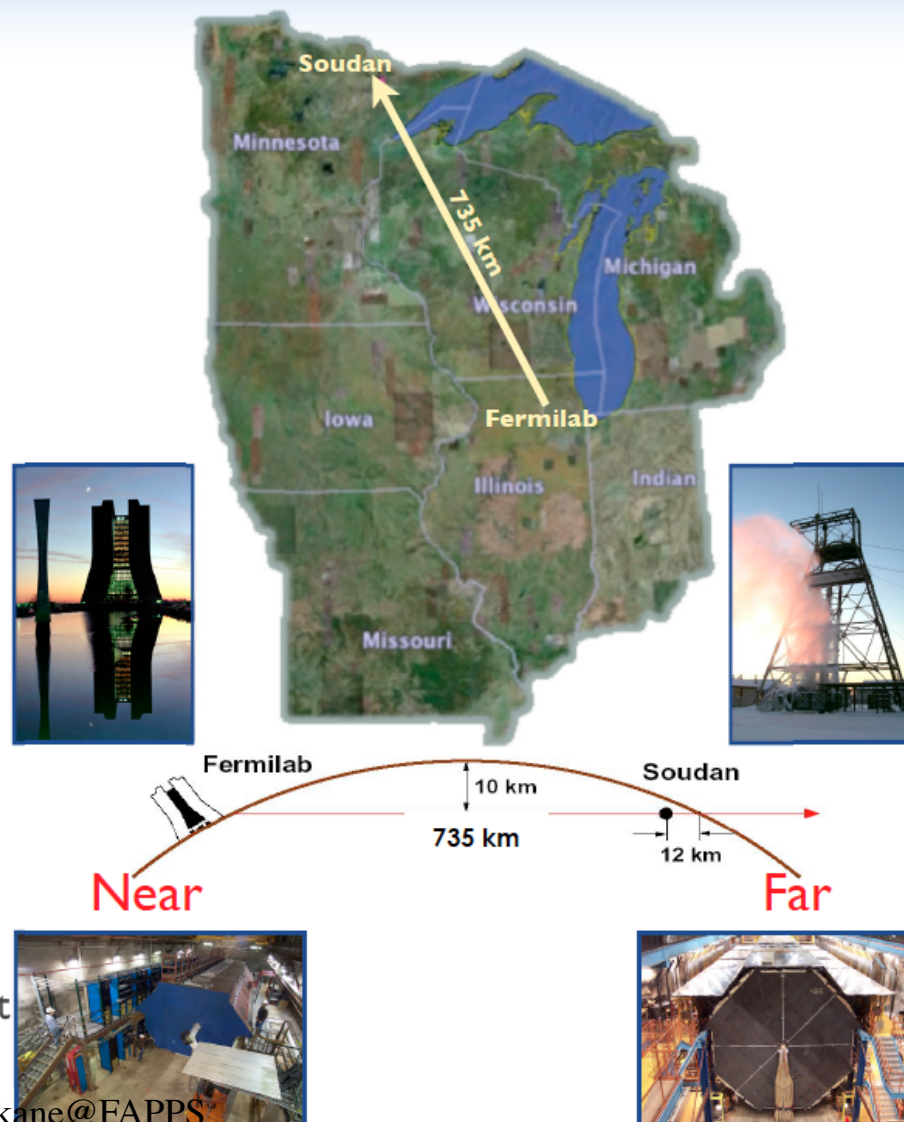 Soudan
Minnesota
735 km
Michigan
Wisconsin
Iowa
Fermilab
Illinois
Indian
Missouri
Fermilab
Soudan
10 km
735 km
12 km
Near
Far
t
kane@FAPPS